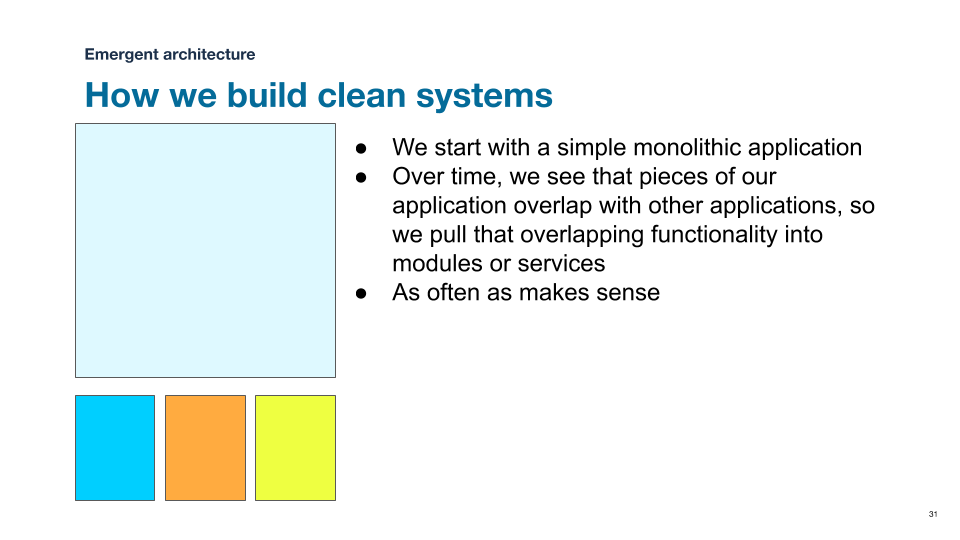 Emergent architecture
How we build clean systems
● We start with a simple monolithic application
● Over time, we see that pieces of our
application overlap with other applications, so
we pull that overlapping functionality into
modules or services
● As often as makes sense
31